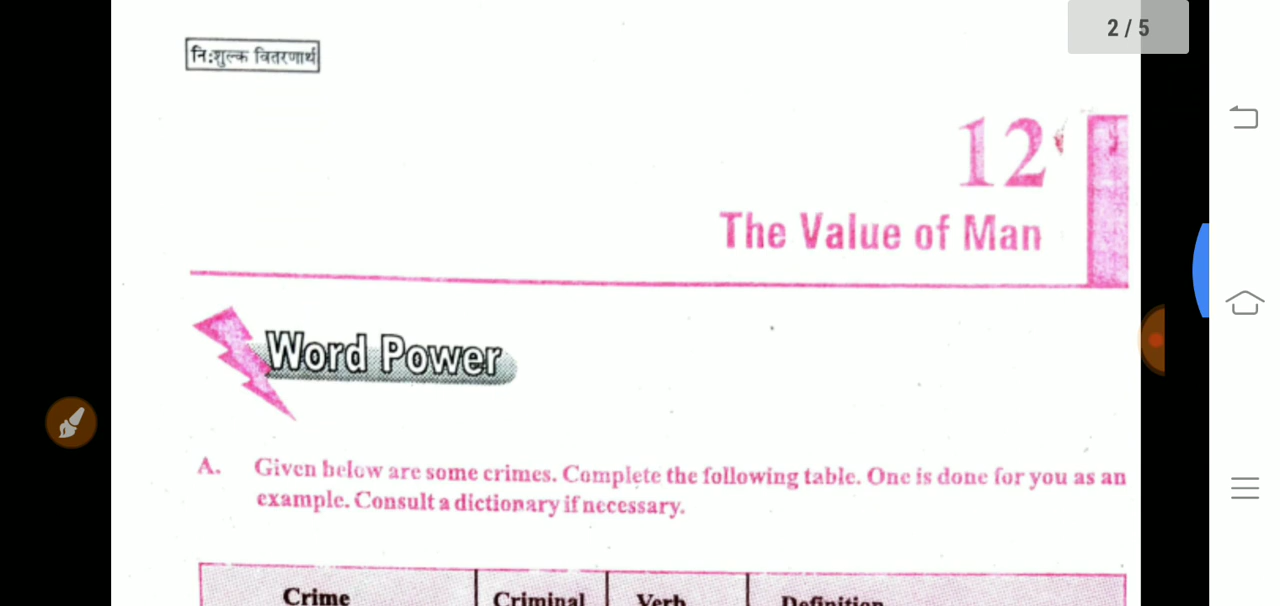 2 / 5
नि:शुल्क वितरणार्थ
12
The Value of Man
Word Power
A. Given below are some crimes. Complete the following table. One is done for you as an
example. Consult a dictionary if necessary.
Crime Criminal Verb Definition